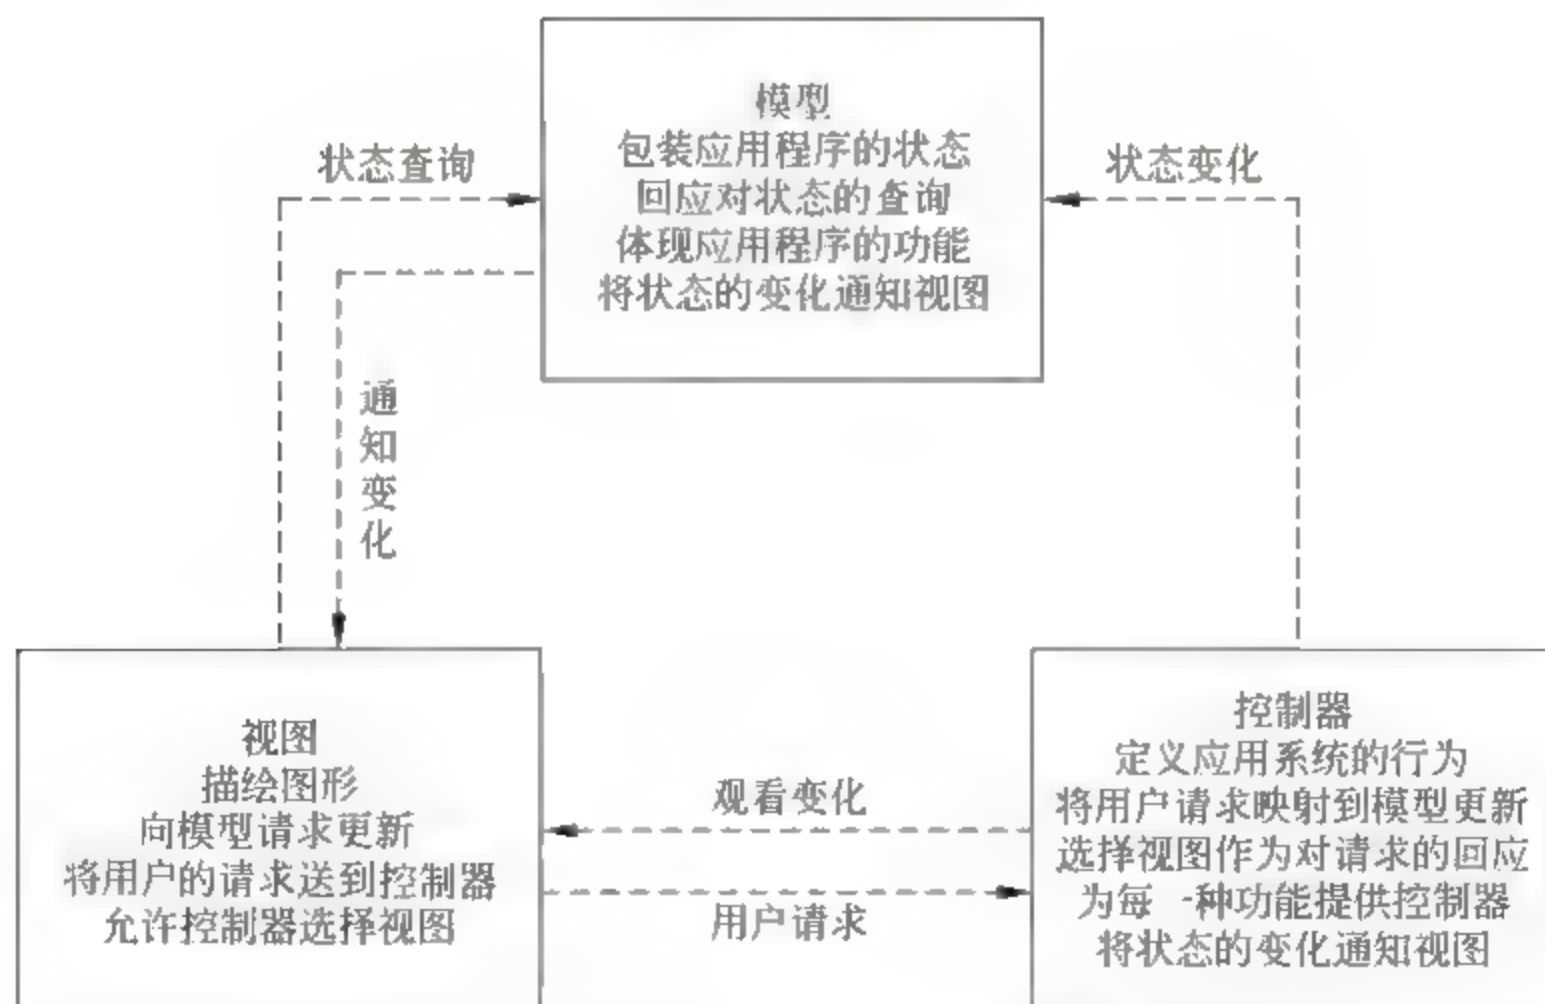 模型
包装应用程序的状态
回应对状态的查询
体现应用程序的功能
将状态的变化通知视图
状态查询
状态变化
通知变化
视图
描绘图形
向模型请求更新
将用户的请求送到控制器
允许控制器选择视图
观看变化
用户请求
控制器
定义应用系统的行为
将用户请求映射到模型更新
选择视图作为对请求的回应
为每一种功能提供控制器
将状态的变化通知视图